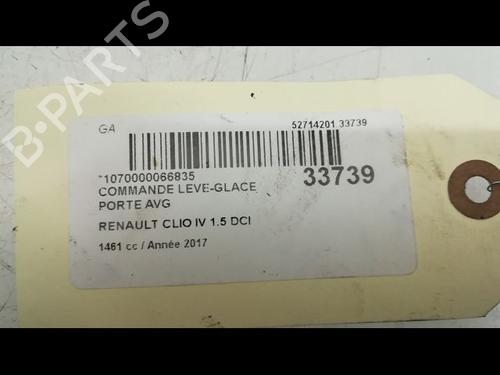 B-PARTS
GA
52714201 33739
*1070000066835
33739
COMMANDE LEVE-GLACE
PORTE AVG
RENAULT CLIO IV 1.5 DCI
1461 cc / Année 2017